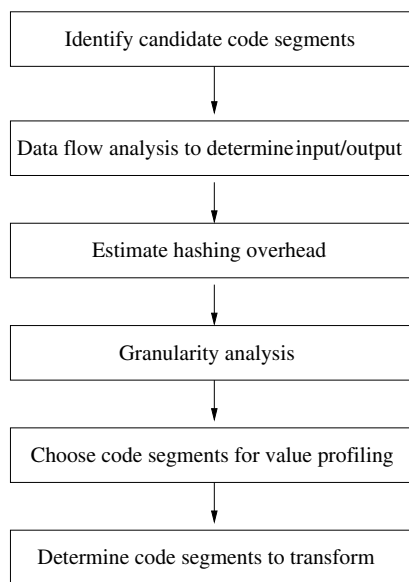 Identify candidate code segments
Data flow analysis to determine input/output
Estimate hashing overhead
Granularity analysis
Choose code segments for value profiling
Determine code segments to transform